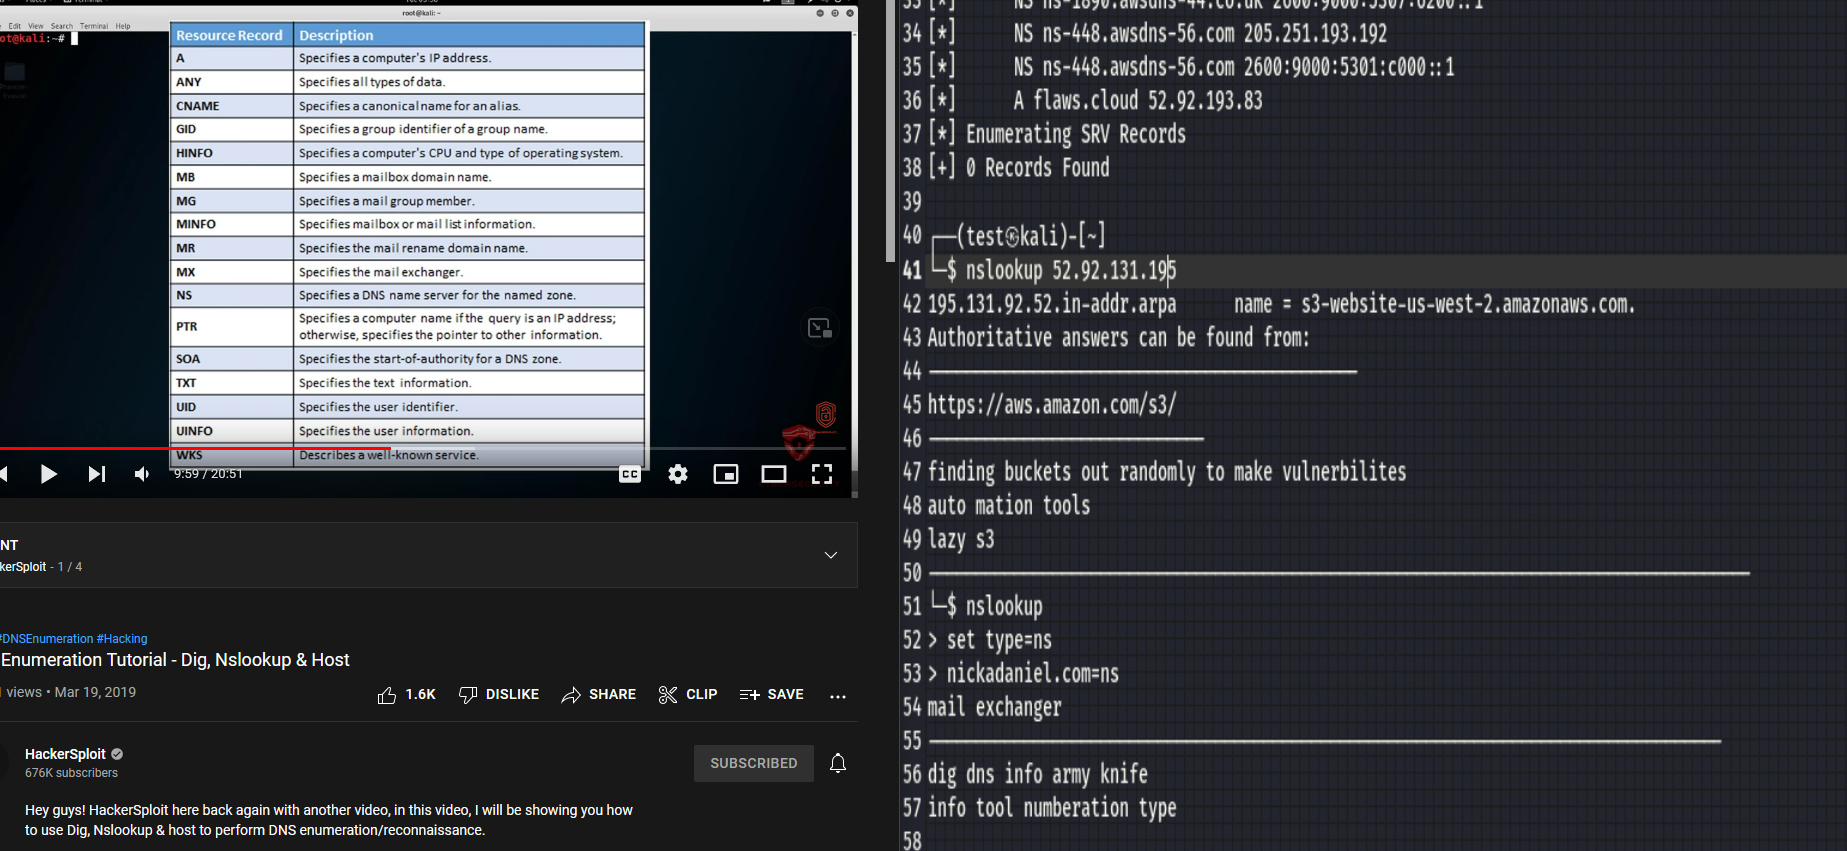 root@kali: ~
Edit View Search Terminal Help
ot@kali:~#
Resource Record Description
A Specifies a computer's IP address.
ANY Specifies all types of data.
CNAME Specifies a canonical name for an alias.
GID Specifies a group identifier of a group name.
HINFO Specifies a computer's CPU and type of operating system.
MB Specifies a mailbox domain name.
MG Specifies a mail group member.
MINFO Specifies mailbox or mail list information.
MR Specifies the mail rename domain name.
MX Specifies the mail exchanger.
NS Specifies a DNS name server for the named zone.
PTR Specifies a computer name if the query is an IP address;
otherwise, specifies the pointer to other information.
SOA Specifies the start-of-authority for a DNS zone.
TXT Specifies the text information.
UID Specifies the user identifier.
UINFO Specifies the user information.
WKS Describes a well-known service.
9:59 / 20:51
CC
NT
kerSploit - 1 / 4
#DNSEnumeration #Hacking
Enumeration Tutorial - Dig, Nslookup & Host
views • Mar 19, 2019
1.6K DISLIKE SHARE CLIP SAVE
HackerSploit
676K subscribers
SUBSCRIBED
Hey guys! HackerSploit here back again with another video, in this video, I will be showing you how
to use Dig, Nslookup & host to perform DNS enumeration/reconnaissance.
33 [*] NS ns-1890.awsdns-44.co.uk 2600:9000:5307:6200::1
34 [*] NS ns-448.awsdns-56.com 205.251.193.192
35 [*] NS ns-448.awsdns-56.com 2600:9000:5301:c000::1
36 [*] A flaws.cloud 52.92.193.83
37 [*] Enumerating SRV Records
38 [+] 0 Records Found
39
40 ┌──(test㉿kali)-[~]
41 └─$ nslookup 52.92.131.195
42 195.131.92.52.in-addr.arpa name = s3-website-us-west-2.amazonaws.com.
43 Authoritative answers can be found from:
44
45 https://aws.amazon.com/s3/
46
47 finding buckets out randomly to make vulnerbilites
48 auto mation tools
49 lazy s3
50
51 └─$ nslookup
52 > set type=ns
53 > nickadaniel.com=ns
54 mail exchanger
55
56 dig dns info army knife
57 info tool numberation type
58